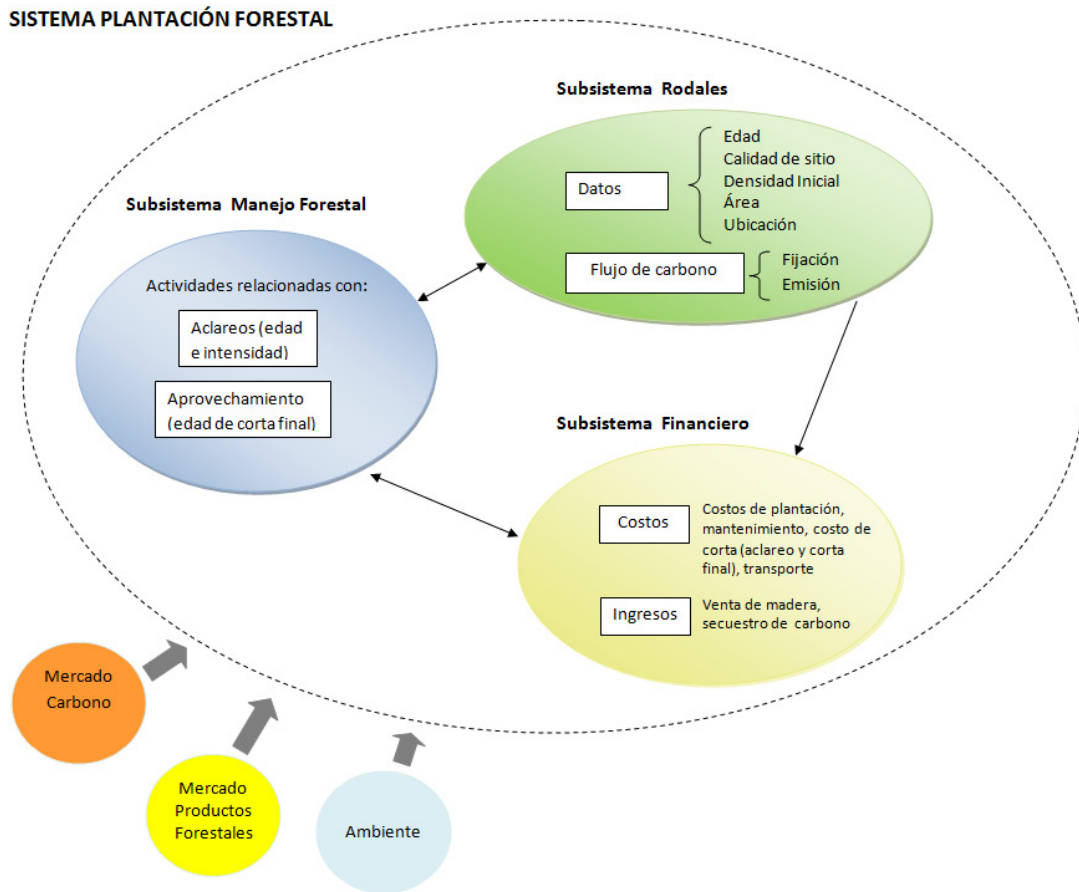 SISTEMA PLANTACIÓN FORESTAL
Subsistema Rodales
Datos
Edad
Calidad de sitio
Densidad Inicial
Área
Ubicación
Flujo de carbono
Fijación
Emisión
Subsistema Manejo Forestal
Actividades relacionadas con:
Aclareos (edad
e intensidad)
Aprovechamiento
(edad de corta final)
Subsistema Financiero
Costos
Costos de plantación,
mantenimiento, costo de
corta (aclareo y corta
final), transporte
Ingresos
Venta de madera,
secuestro de carbono
Mercado
Carbono
Mercado
Productos
Forestales
Ambiente